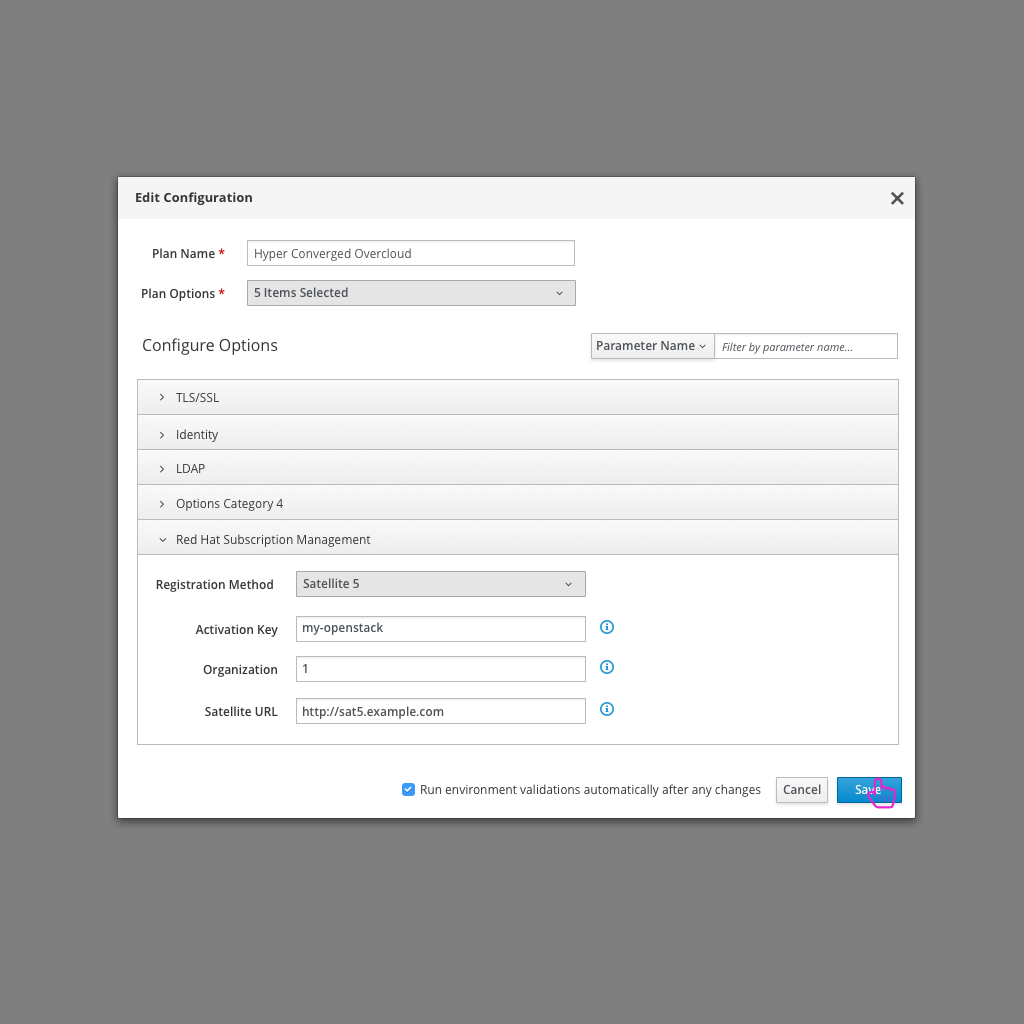 Edit Configuration
Plan Name *
Hyper Converged Overcloud
Plan Options *
5 Items Selected
Configure Options
Parameter Name
Filter by parameter name...
TLS/SSL
Identity
LDAP
Options Category 4
Red Hat Subscription Management
Registration Method
Satellite 5
Activation Key
my-openstack
Organization
1
Satellite URL
http://sat5.example.com
Run environment validations automatically after any changes
Cancel
Save